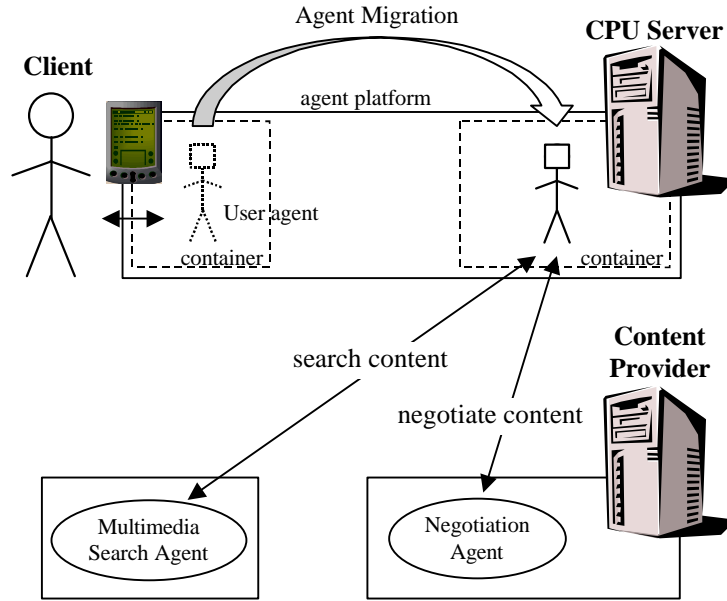 Agent Migration
CPU Server
Client
agent platform
User agent
container
container
search content
Content
Provider
negotiate content
Multimedia
Search Agent
Negotiation
Agent